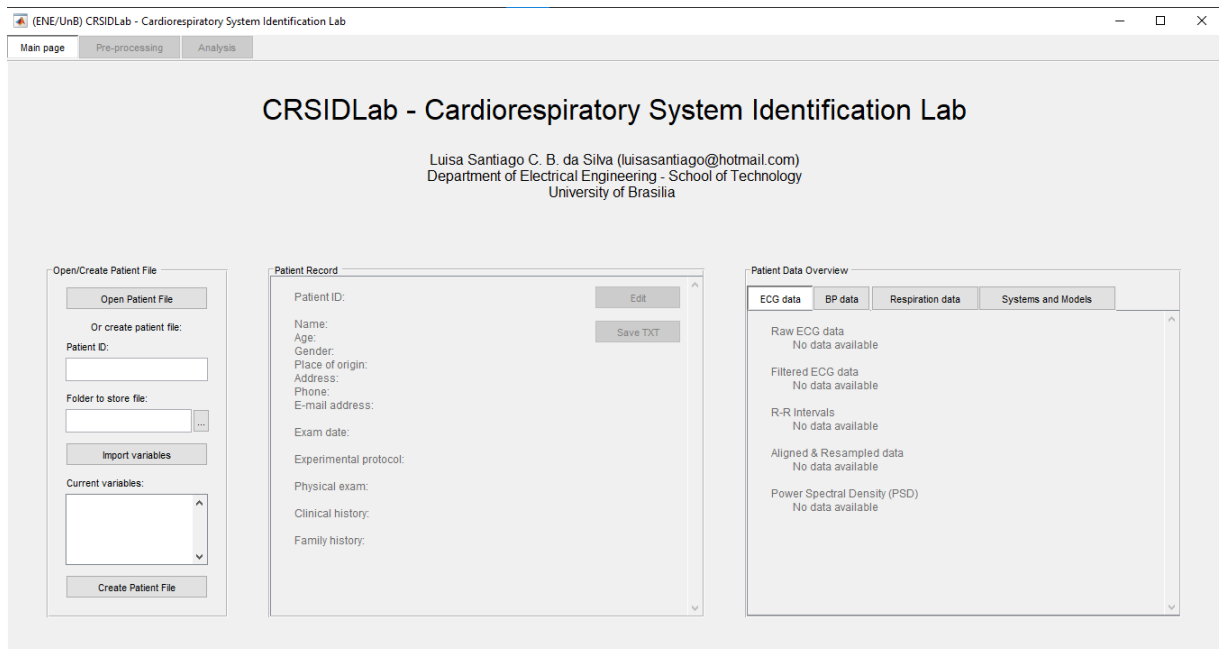 (ENE/UnB) CRSIDLab - Cardiorespiratory System Identification Lab
Main page
Pre-processing
Analysis
CRSIDLab - Cardiorespiratory System Identification Lab
Luisa Santiago C. B. da Silva (luisasantiago@hotmail.com)
Department of Electrical Engineering - School of Technology
University of Brasilia
Open/Create Patient File
Open Patient File
Or create patient file:
Patient ID:
Folder to store file:
...
Import variables
Current variables:
Create Patient File
Patient Record
Patient ID:
Edit
Save TXT
Name:
Age:
Gender:
Place of origin:
Address:
Phone:
E-mail address:
Exam date:
Experimental protocol:
Physical exam:
Clinical history:
Family history:
Patient Data Overview
ECG data
BP data
Respiration data
Systems and Models
Raw ECG data
No data available
Filtered ECG data
No data available
R-R Intervals
No data available
Aligned & Resampled data
No data available
Power Spectral Density (PSD)
No data available